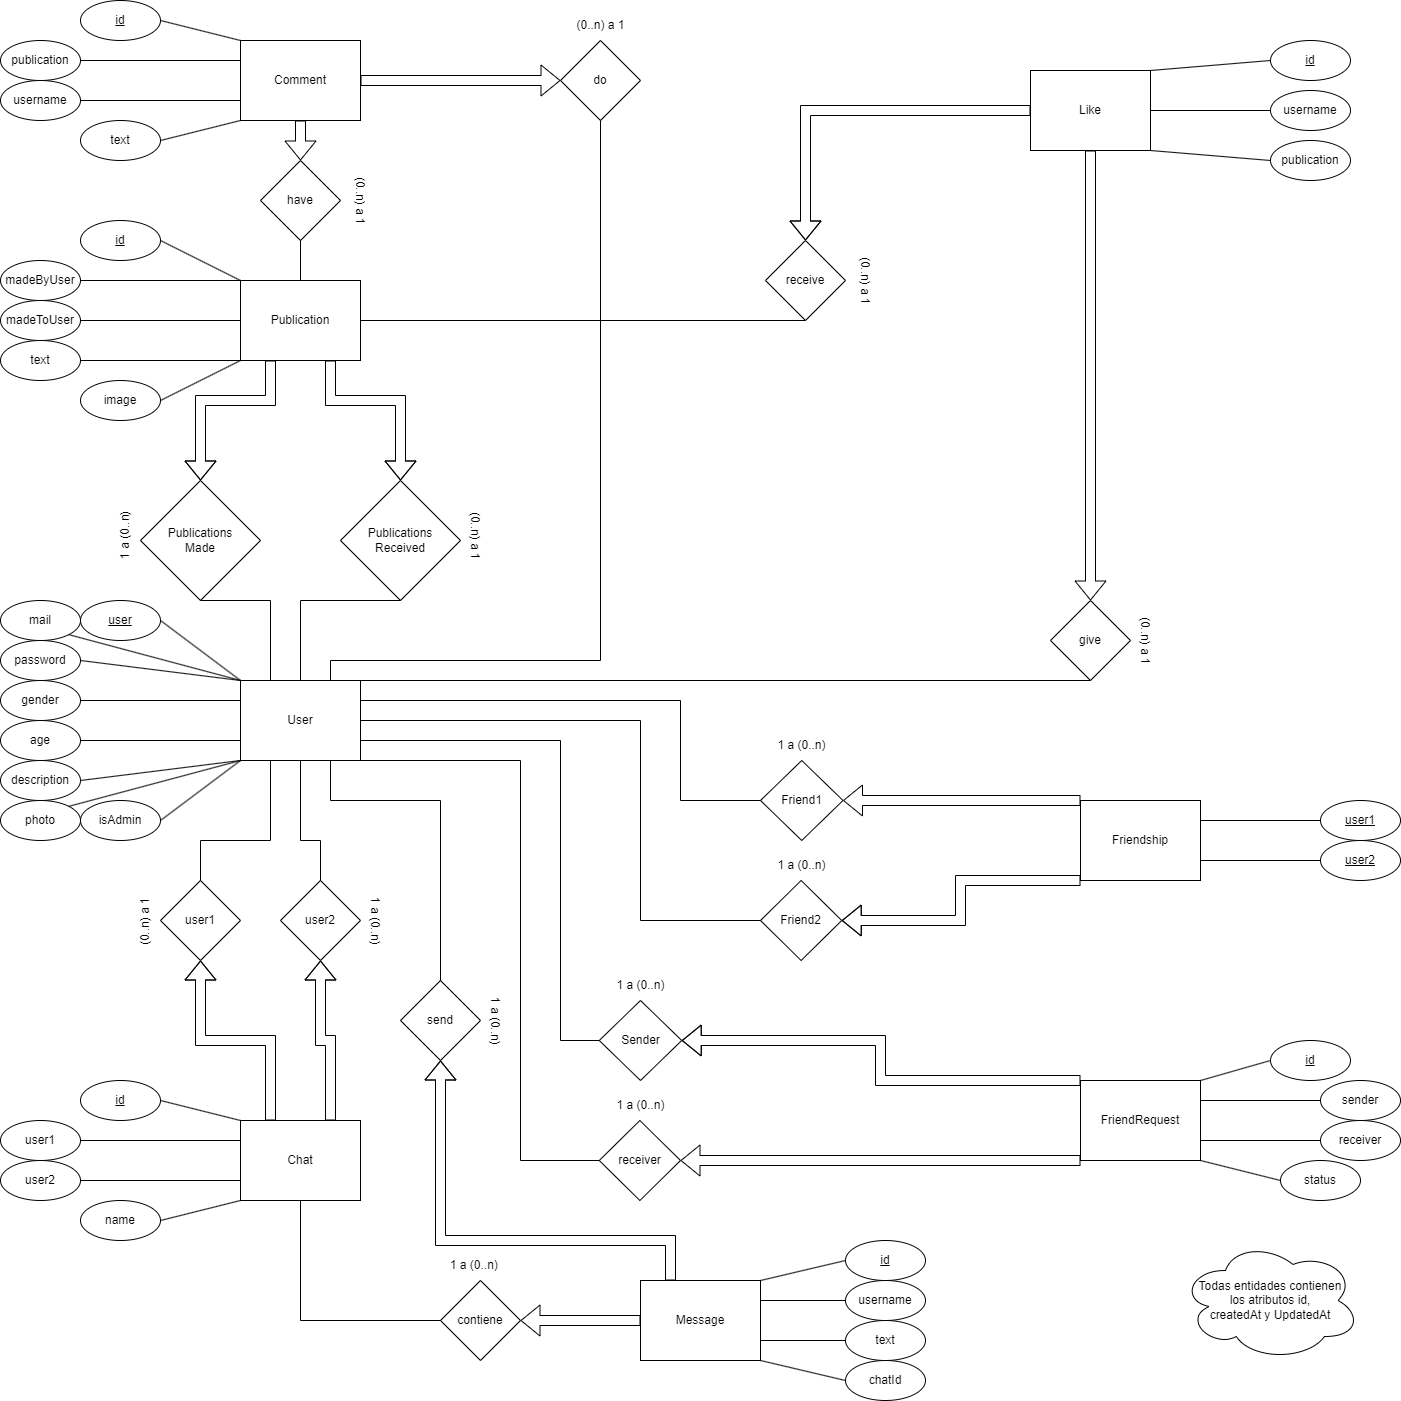 id
(0..n) a 1
publication
Comment
do
id
username
Like
username
text
publication
have
(0..n) a 1
id
madeByUser
receive
(0..n) a 1
madeToUser
Publication
text
image
1 a (0..n)
Publications
Made
Publications
Received
(0..n) a 1
mail
user
give
(0..n) a 1
password
gender
User
age
1 a (0..n)
description
Friend1
photo
isAdmin
user1
Friendship
1 a (0..n)
user2
(0..n) a 1
user1
user2
1 a (0..n)
Friend2
1 a (0..n)
send
1 a (0..n)
Sender
id
id
1 a (0..n)
sender
FriendRequest
user1
Chat
receiver
receiver
user2
status
name
1 a (0..n)
id
Todas entidades contienen
los atributos id,
createdAt y UpdatedAt
username
contiene
Message
text
chatId